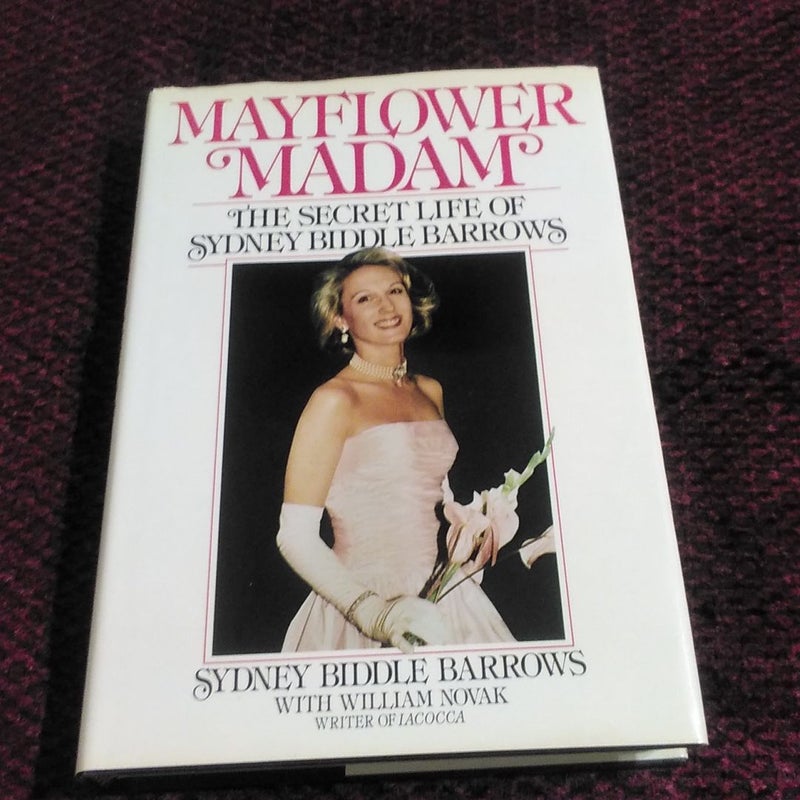 MAYFLOWER
MADAM
THE SECRET LIFE OF
SYDNEY BIDDLE BARROWS
SYDNEY BIDDLE BARROWS
WITH WILLIAM NOVAK
WRITER OF IACOCCA